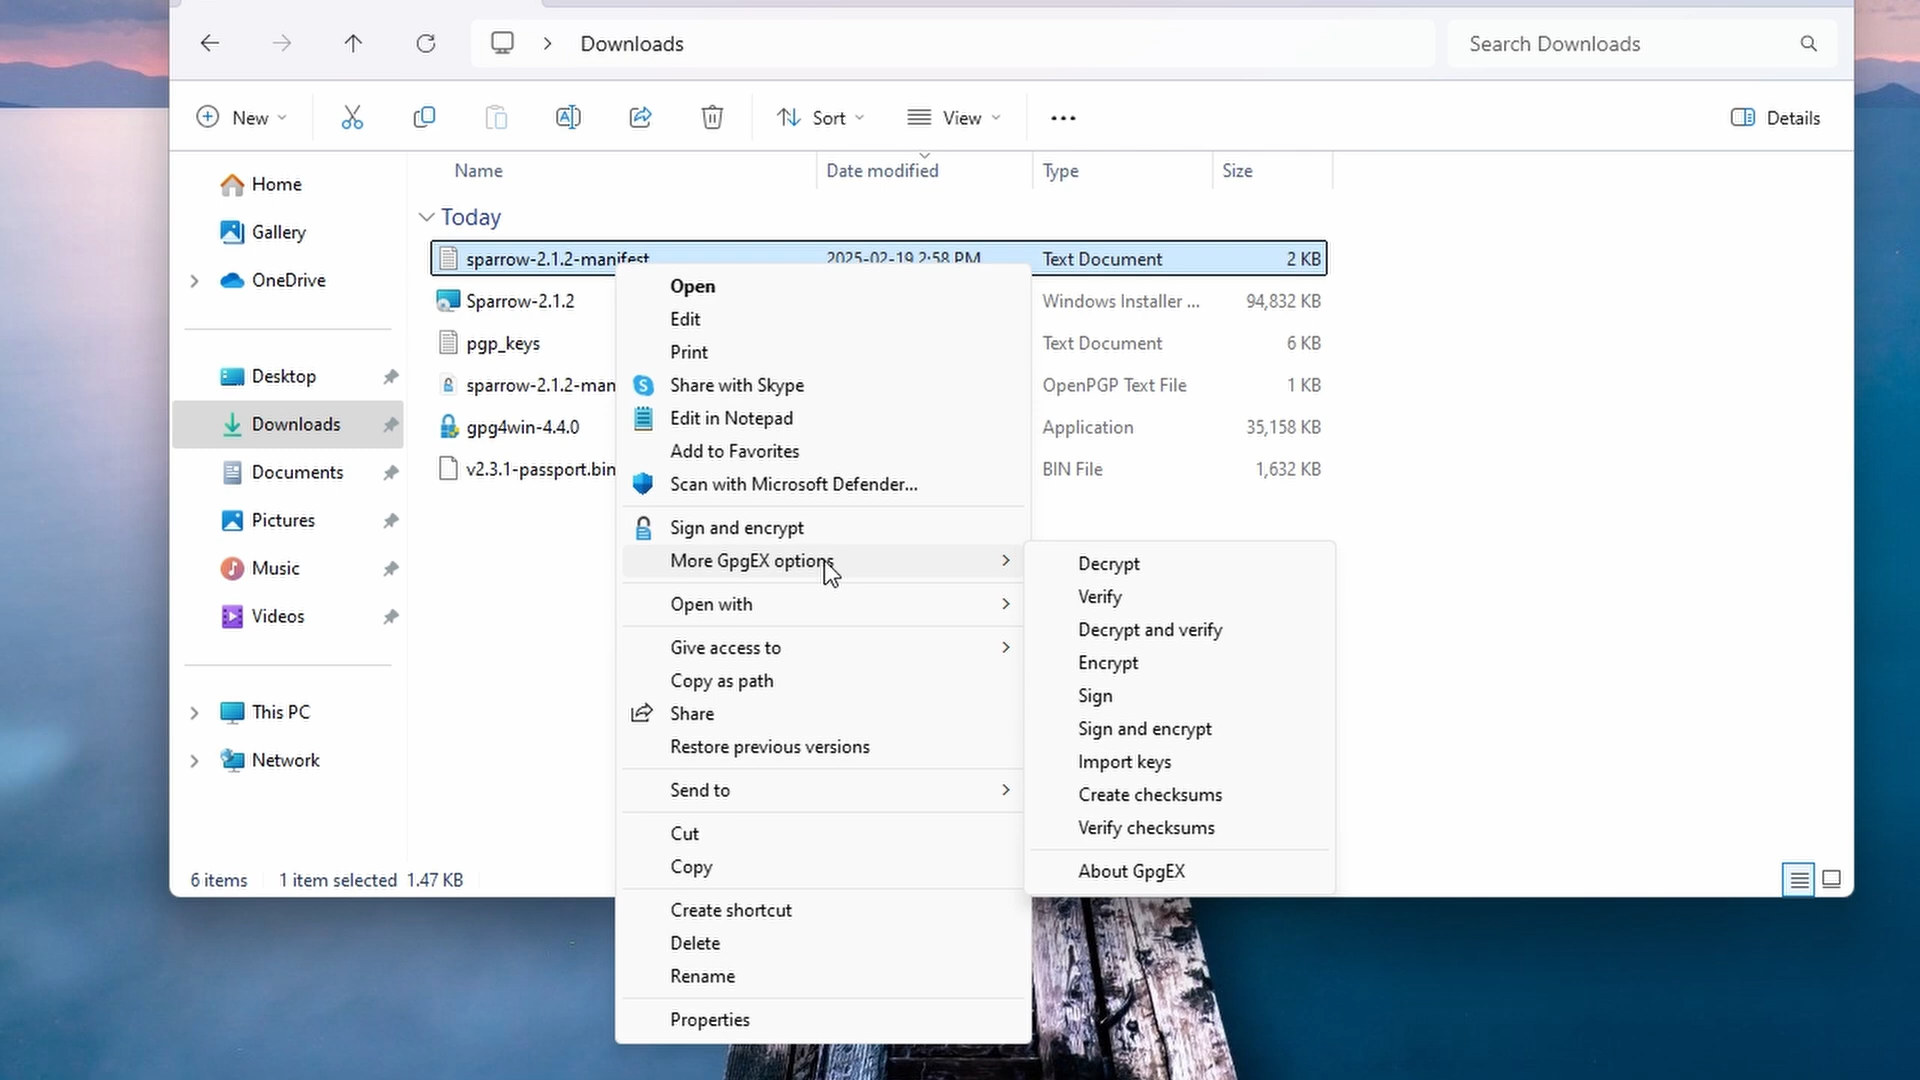 Downloads
Search Downloads
New
Sort
View
Details
Name
Date modified
Type
Size
Home
Gallery
OneDrive
Desktop
Downloads
Documents
Pictures
Music
Videos
This PC
Network
Today
sparrow-2.1.2-manifest
2025-02-19 2:58 PM
Text Document
2 KB
Sparrow-2.1.2
Windows Installer ...
94,832 KB
pgp_keys
Text Document
6 KB
sparrow-2.1.2-man
OpenPGP Text File
1 KB
gpg4win-4.4.0
Application
35,158 KB
v2.3.1-passport.bin
BIN File
1,632 KB
Open
Edit
Print
Share with Skype
Edit in Notepad
Add to Favorites
Scan with Microsoft Defender...
Sign and encrypt
More GpgEX options
Open with
Give access to
Copy as path
Share
Restore previous versions
Send to
Cut
Copy
Create shortcut
Delete
Rename
Properties
Decrypt
Verify
Decrypt and verify
Encrypt
Sign
Sign and encrypt
Import keys
Create checksums
Verify checksums
About GpgEX
6 items
1 item selected 1.47 KB